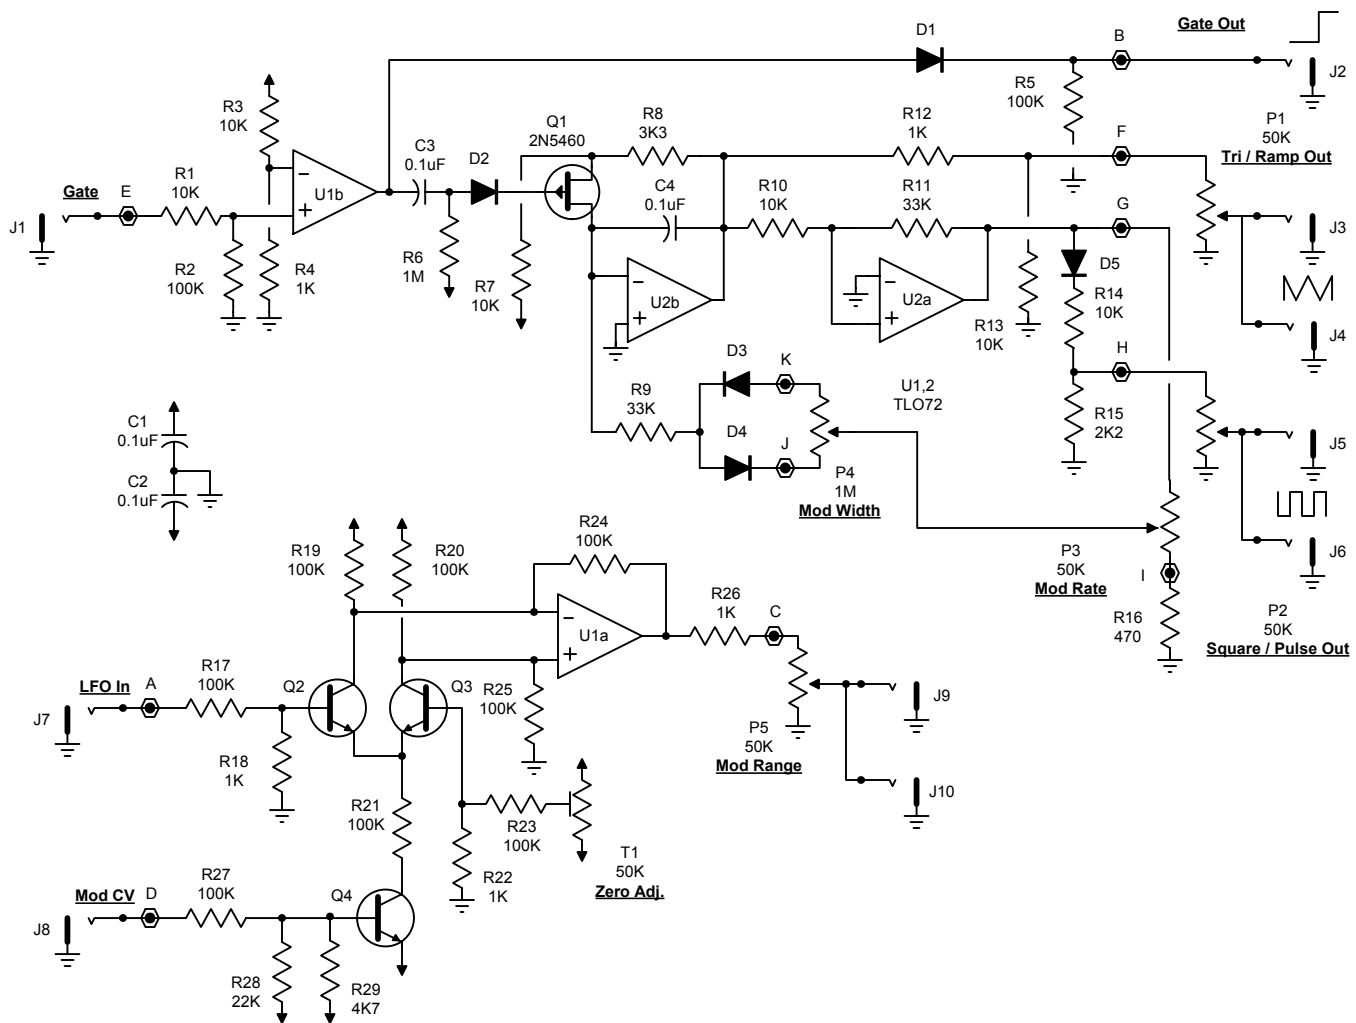 Gate Out
D1
B
J2
R5
100K
R3
10K
Q1
2N5460
R8
3K3
R12
1K
F
P1
50K
Tri / Ramp Out
C3
0.1uF
D2
U1b
Gate
E
R1
10K
J1
C4
0.1uF
R10
10K
R11
33K
G
J3
R2
100K
R4
1K
R6
1M
R7
10K
U2b
U2a
D5
R14
10K
R13
10K
J4
D3
K
H
U1,2
TLO72
R9
33K
D4
J
R15
2K2
J5
C1
0.1uF
C2
0.1uF
P4
1M
Mod Width
R19
100K
R20
100K
R24
100K
J6
P3
50K
Mod Rate
I
R26
1K
C
R16
470
P2
50K
Square / Pulse Out
U1a
R17
100K
LFO In
A
Q2
Q3
R25
100K
J7
J9
R18
1K
P5
50K
Mod Range
R21
100K
J10
R23
100K
T1
50K
Zero Adj.
R22
1K
R27
100K
Mod CV
D
Q4
J8
R28
22K
R29
4K7